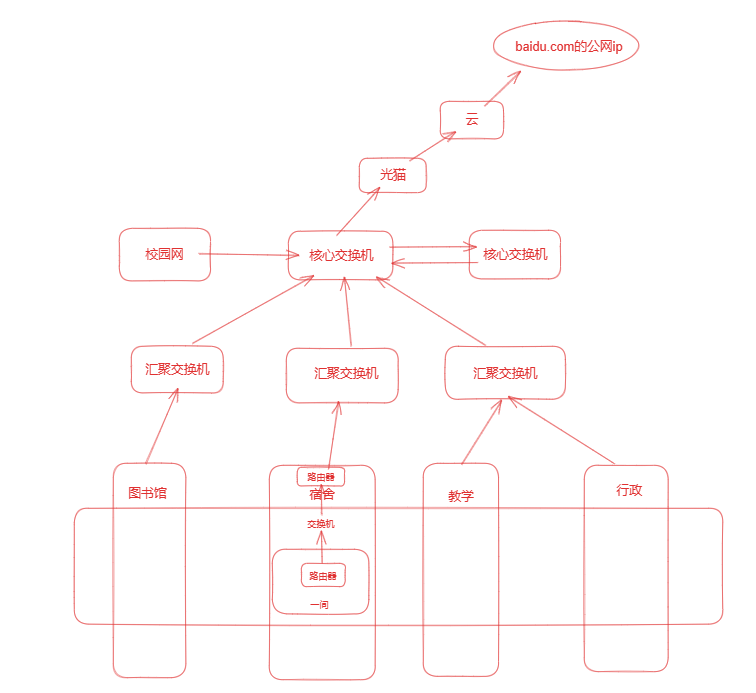 baidu.com的公网ip
云
光猫
校园网
核心交换机
核心交换机
汇聚交换机
汇聚交换机
汇聚交换机
图书馆
路由器
宿舍
教学
行政
交换机
路由器
一间